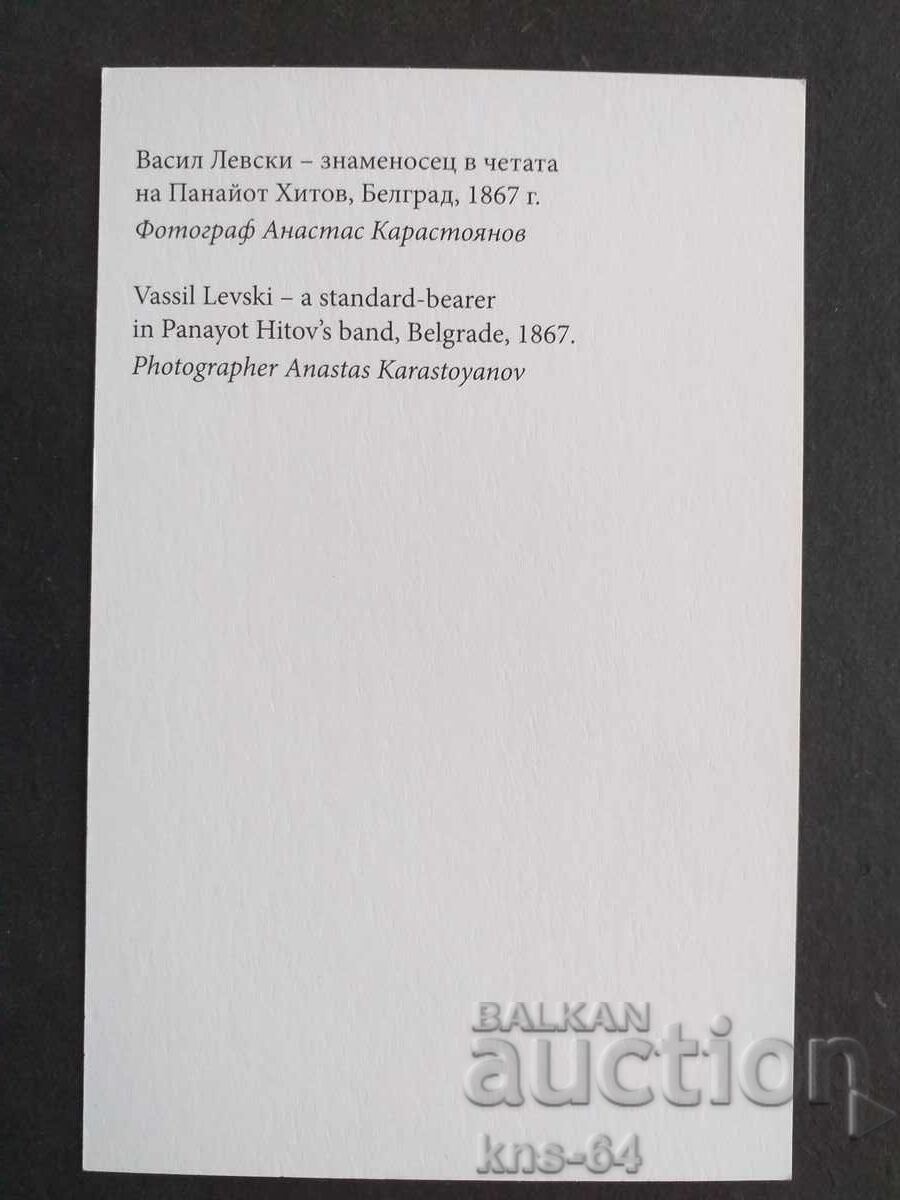 Васил Левски – знаменосец в четата
на Панайот Хитов, Белград, 1867 г.
Фотограф Анастас Карастоянов
Vassil Levski – a standard-bearer
in Panayot Hitov’s band, Belgrade, 1867.
Photographer Anastas Karastoyanov
BALKAN
auction
kns-64